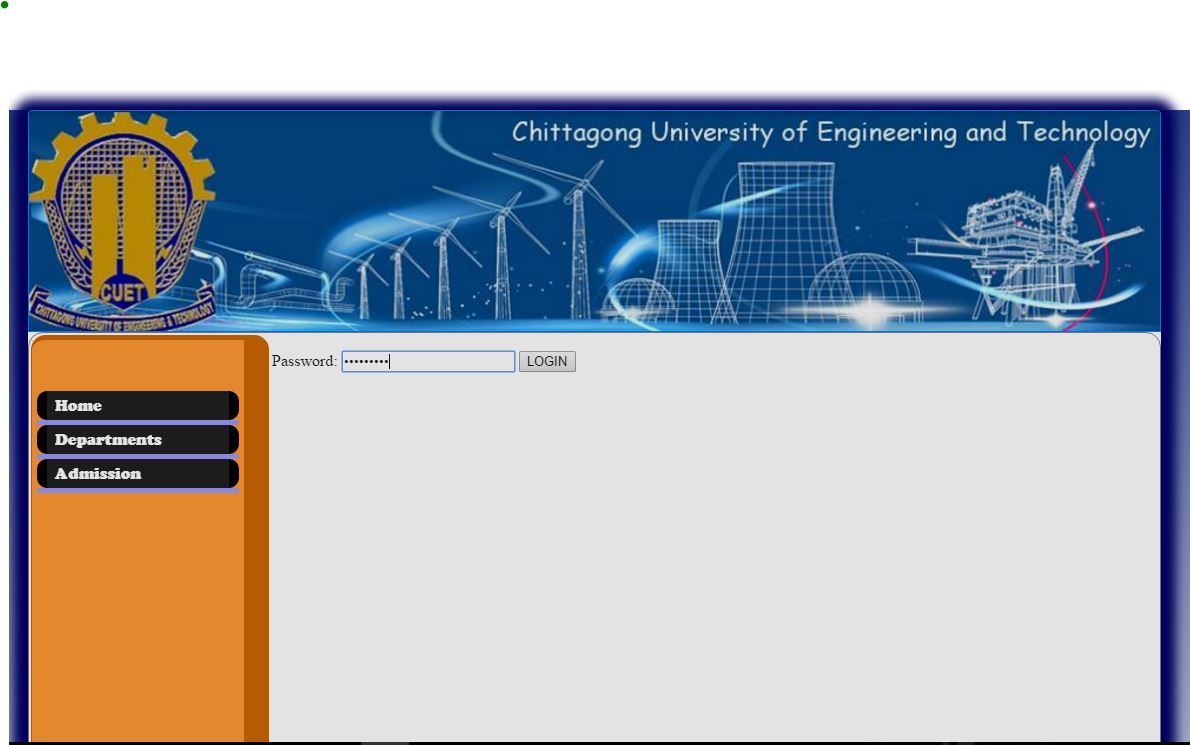 Chittagong University of Engineering and Technology
CUET
CHITTAGONG UNIVERSITY OF ENGINEERING & TECHNOLOGY
Password: ••••••••• LOGIN
Home
Departments
Admission